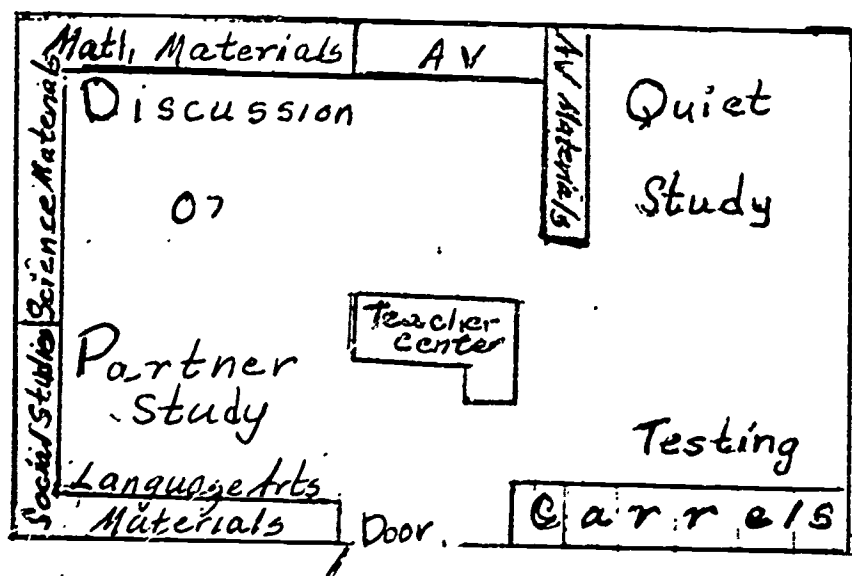 Math Materials
AV
AV Materials
Quiet
Study
Discussion
07
Science Materials
Teacher
Center
Partner
Study
Social Studies
Testing
Language Arts
Materials
Door
Carrels